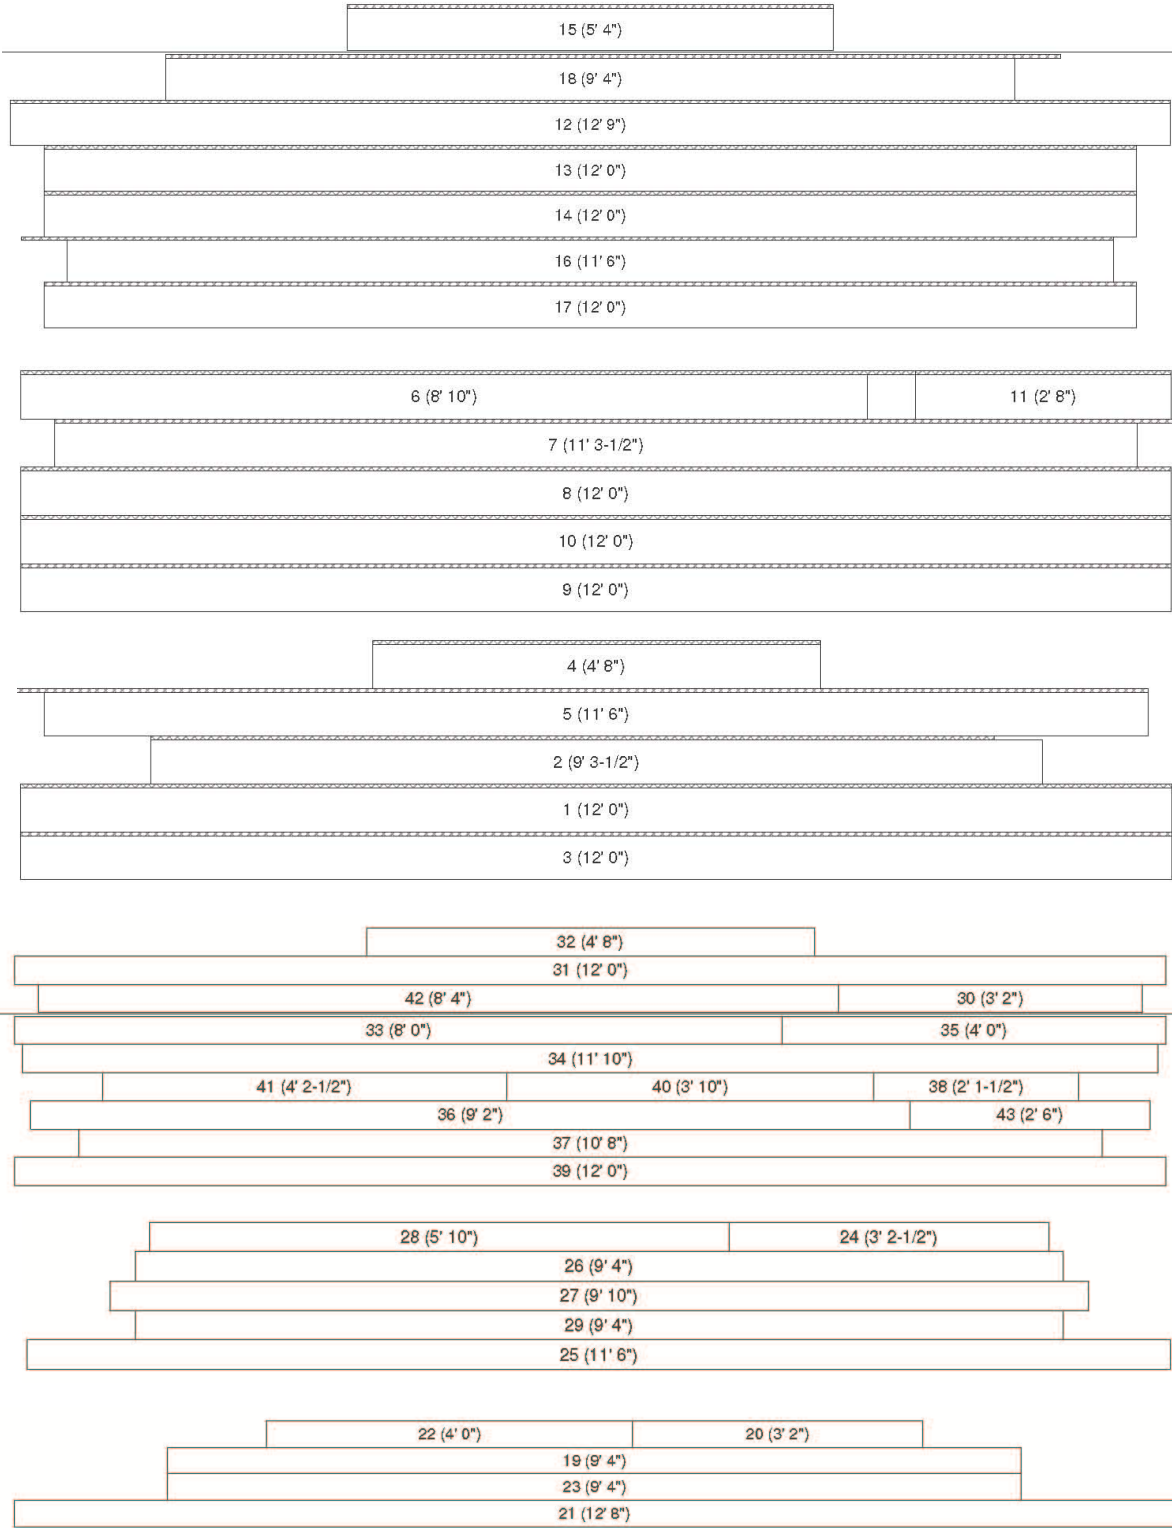 15 (5' 4")
18 (9' 4")
12 (12' 9")
13 (12' 0")
14 (12' 0")
16 (11' 6")
17 (12' 0")
6 (8' 10") 11 (2' 8")
7 (11' 3-1/2")
8 (12' 0")
10 (12' 0")
9 (12' 0")
4 (4' 8")
5 (11' 6")
2 (9' 3-1/2")
1 (12' 0")
3 (12' 0")
32 (4' 8")
31 (12' 0")
42 (8' 4") 30 (3' 2")
33 (8' 0") 35 (4' 0")
34 (11' 10")
41 (4' 2-1/2") 40 (3' 10") 38 (2' 1-1/2")
36 (9' 2") 43 (2' 6")
37 (10' 8")
39 (12' 0")
28 (5' 10") 24 (3' 2-1/2")
26 (9' 4")
27 (9' 10")
29 (9' 4")
25 (11' 6")
22 (4' 0") 20 (3' 2")
19 (9' 4")
23 (9' 4")
21 (12' 8")